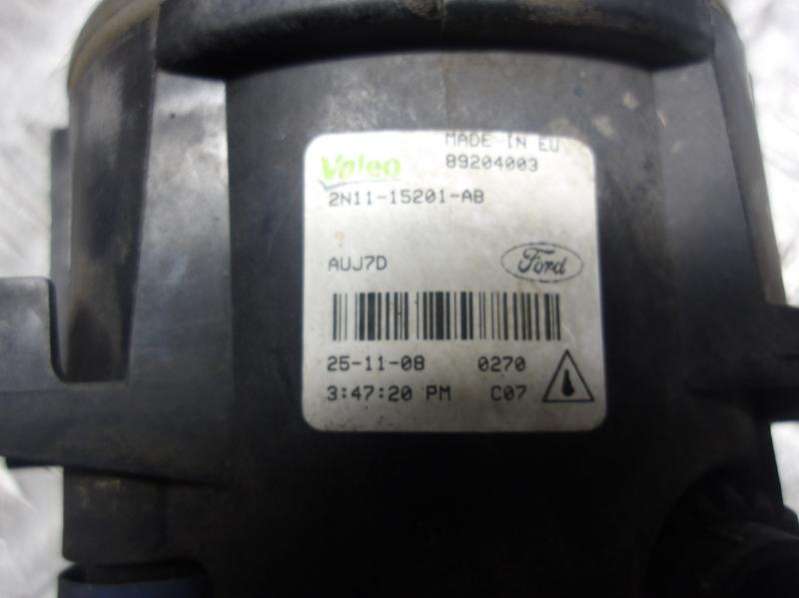 MADE IN EU
Valeo 89204003
2N11-15201-AB
AUJ7D Ford
25-11-08 0270
3:47:20 PM C07